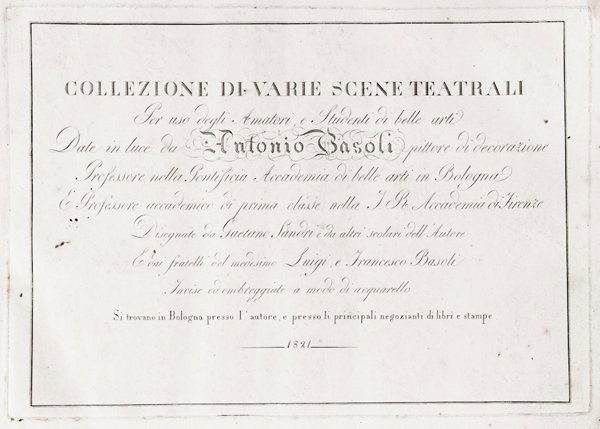 COLLEZIONE DI VARIE SCENE TEATRALI
Per uso degli Amatori, e Studenti di belle arti
Date in luce da Antonio Basoli pittore di decorazione
Professore nella Pontificia Accademia di belle arti in Bologna
E Professore accademico di prima classe nella I. R. Accademia di Firenze
Disegnate da Gaetano Sandri e da altri scolari dell'Autore
E dai fratelli del medesimo Luigi, e Francesco Basoli
Incise ed ombreggiate a modo di acquarello
Si trovano in Bologna presso l'autore, e presso li principali negozianti di libri e stampe
1821